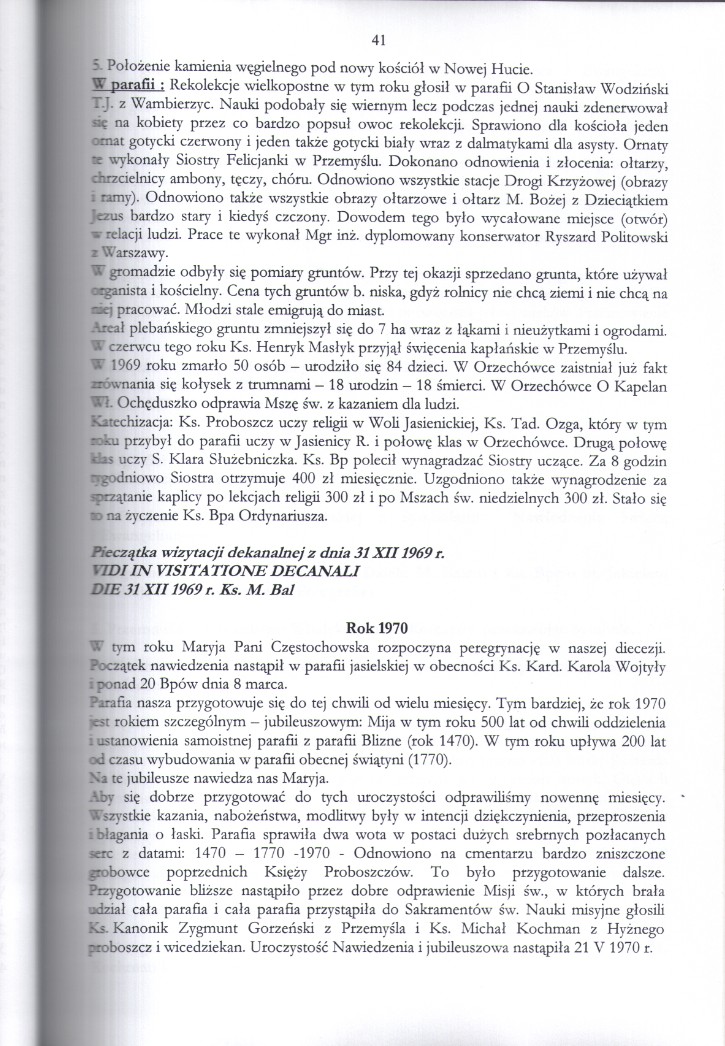 41
5. Położenie kamienia węgielnego pod nowy kościół w Nowej Hucie.
W parafii : Rekolekcje wielkopostne w tym roku głosił w parafii O Stanisław Wodziński
T.J. z Wambierzyc. Nauki podobały się wiernym lecz podczas jednej nauki zdenerwował
się na kobiety przez co bardzo popsuł owoc rekolekcji. Sprawiono dla kościoła jeden
ornat gotycki czerwony i jeden także gotycki biały wraz z dalmatykami dla asysty. Ornaty
te wykonały Siostry Felicjanki w Przemyślu. Dokonano odnowienia i złocenia: ołtarzy,
chrzcielnicy ambony, tęczy, chóru. Odnowiono wszystkie stacje Drogi Krzyżowej (obrazy
i ramy). Odnowiono także wszystkie obrazy ołtarzowe i ołtarz M. Bożej z Dzieciątkiem
Jezus bardzo stary i kiedyś czczony. Dowodem tego było wycałowane miejsce (otwór)
w relacji ludzi. Prace te wykonał Mgr inż. dyplomowany konserwator Ryszard Politowski
z Warszawy.
W gromadzie odbyły się pomiary gruntów. Przy tej okazji sprzedano grunta, które używał
organista i kościelny. Cena tych gruntów b. niska, gdyż rolnicy nie chcą ziemi i nie chcą na
niej pracować. Młodzi stale emigrują do miast.
Areał plebańskiego gruntu zmniejszył się do 7 ha wraz z łąkami i nieużytkami i ogrodami.
W czerwcu tego roku Ks. Henryk Masłyk przyjął święcenia kapłańskie w Przemyślu.
W 1969 roku zmarło 50 osób – urodziło się 84 dzieci. W Orzechówce zaistniał już fakt
zrównania się kołysek z trumnami – 18 urodzin – 18 śmierci. W Orzechówce O Kapelan
Wł. Ochęduszko odprawia Mszę św. z kazaniem dla ludzi.
Katechizacja: Ks. Proboszcz uczy religii w Woli Jasienickiej, Ks. Tad. Ozga, który w tym
roku przybył do parafii uczy w Jasienicy R. i połowę klas w Orzechówce. Drugą połowę
klas uczy S. Klara Służebniczka. Ks. Bp polecił wynagradzać Siostry uczące. Za 8 godzin
tygodniowo Siostra otrzymuje 400 zł miesięcznie. Uzgodniono także wynagrodzenie za
sprzątanie kaplicy po lekcjach religii 300 zł i po Mszach św. niedzielnych 300 zł. Stało się
to na życzenie Ks. Bpa Ordynariusza.
Pieczątka wizytacji dekanalnej z dnia 31 XII 1969 r.
VIDI IN VISITATIONE DECANALI
DIE 31 XII 1969 r. Ks. M. Bal
Rok 1970
W tym roku Maryja Pani Częstochowska rozpoczyna peregrynację w naszej diecezji.
Początek nawiedzenia nastąpił w parafii jasielskiej w obecności Ks. Kard. Karola Wojtyły
i ponad 20 Bpów dnia 8 marca.
Parafia nasza przygotowuje się do tej chwili od wielu miesięcy. Tym bardziej, że rok 1970
jest rokiem szczególnym – jubileuszowym: Mija w tym roku 500 lat od chwili oddzielenia
i ustanowienia samoistnej parafii z parafii Blizne (rok 1470). W tym roku upływa 200 lat
od czasu wybudowania w parafii obecnej świątyni (1770).
Na te jubileusze nawiedza nas Maryja.
Aby się dobrze przygotować do tych uroczystości odprawiliśmy nowennę miesięcy.
Wszystkie kazania, nabożeństwa, modlitwy były w intencji dziękczynienia, przeproszenia
i błagania o łaski. Parafia sprawiła dwa wota w postaci dużych srebrnych pozłacanych
serc z datami: 1470 – 1770 -1970 - Odnowiono na cmentarzu bardzo zniszczone
grobowce poprzednich Księży Proboszczów. To było przygotowanie dalsze.
Przygotowanie bliższe nastąpiło przez dobre odprawienie Misji św., w których brała
udział cała parafia i cała parafia przystąpiła do Sakramentów św. Nauki misyjne głosili
Ks. Kanonik Zygmunt Gorzeński z Przemyśla i Ks. Michał Kochman z Hyżnego
proboszcz i wicedziekan. Uroczystość Nawiedzenia i jubileuszowa nastąpiła 21 V 1970 r.